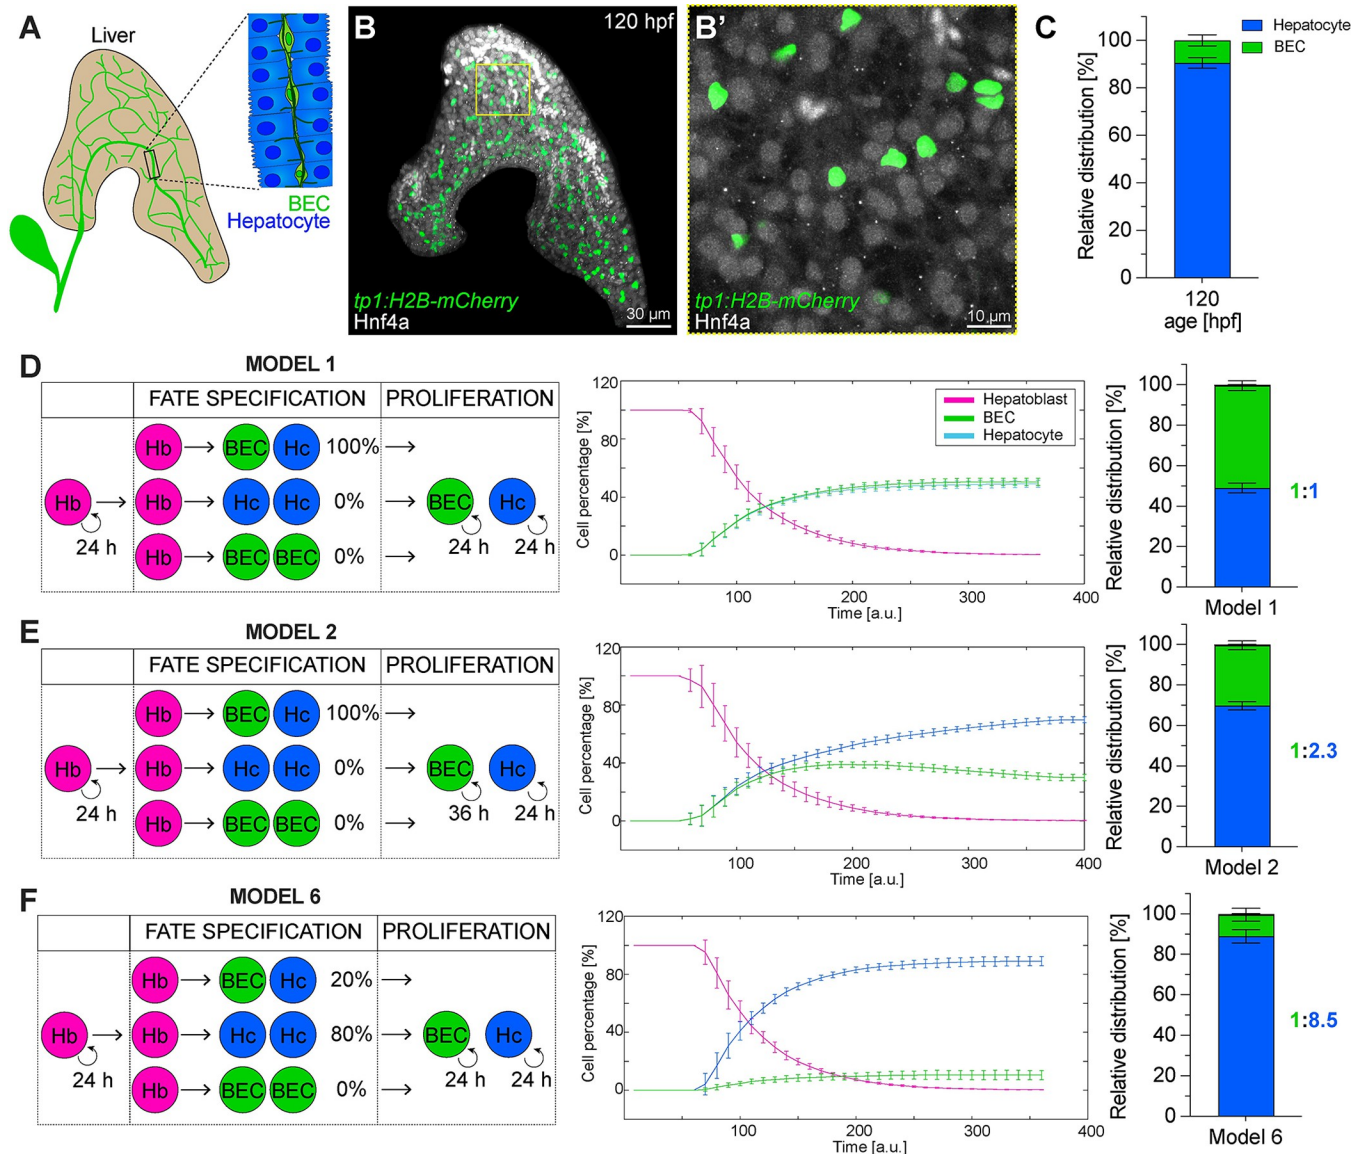 A
Liver
BEC
Hepatocyte
B
120 hpf
tp1:H2B-mCherry
Hnf4a
30 µm
B’
tp1:H2B-mCherry
Hnf4a
10 µm
C
Hepatocyte
BEC
Relative distribution [%]
100
80
60
40
20
0
120
age [hpf]
D
MODEL 1
FATE SPECIFICATION PROLIFERATION
Hb BEC Hc 100%
Hb Hb Hc Hc 0% BEC Hc
24 h 24 h 24 h
Hb BEC BEC 0%
Cell percentage [%]
120
80
40
0
100 200 300 400
Time [a.u.]
Hepatoblast
BEC
Hepatocyte
Relative distribution [%]
100
80
60
40
20
0
Model 1
1:1
E
MODEL 2
FATE SPECIFICATION PROLIFERATION
Hb BEC Hc 100%
Hb Hb Hc Hc 0% BEC Hc
24 h 36 h 24 h
Hb BEC BEC 0%
Cell percentage [%]
120
80
40
0
100 200 300 400
Time [a.u.]
Relative distribution [%]
100
80
60
40
20
0
Model 2
1:2.3
F
MODEL 6
FATE SPECIFICATION PROLIFERATION
Hb BEC Hc 20%
Hb Hb Hc Hc 80% BEC Hc
24 h 24 h 24 h
Hb BEC BEC 0%
Cell percentage [%]
120
80
40
0
100 200 300 400
Time [a.u.]
Relative distribution [%]
100
80
60
40
20
0
Model 6
1:8.5